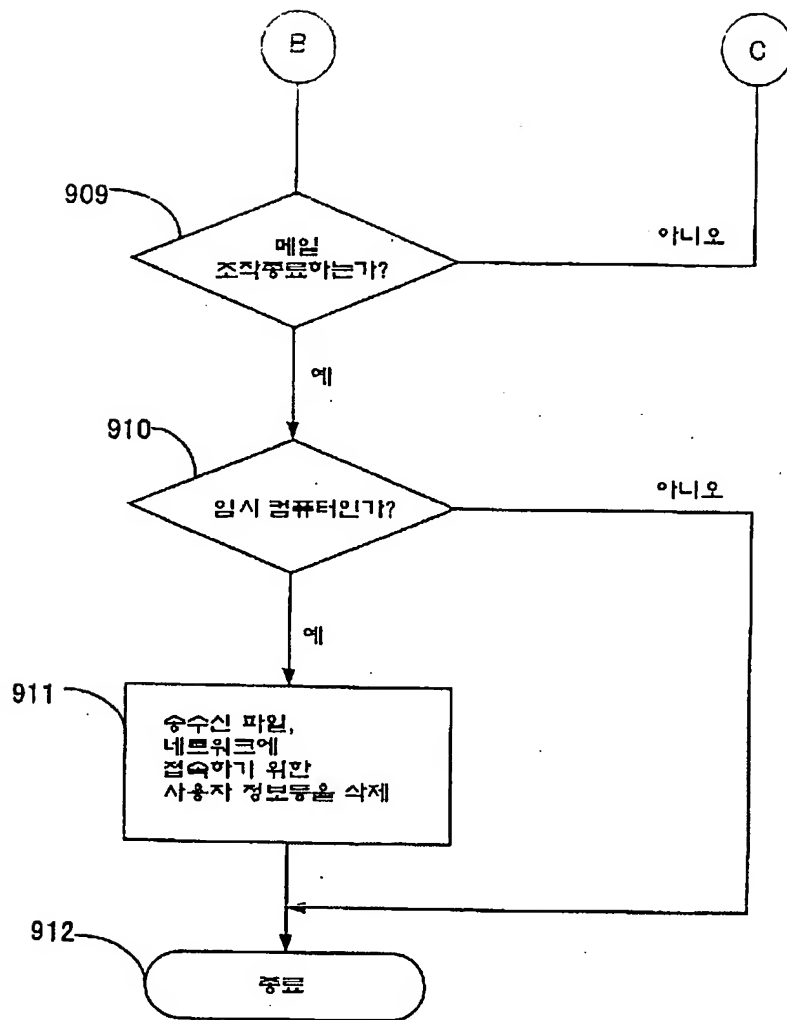 B
C
909
메일
조작종료하는가?
아니오
예
910
임시 컴퓨터인가?
아니오
예
911
송수신 파일,
네트워크에
접속하기 위한
사용자 정보등을 삭제
912
종료